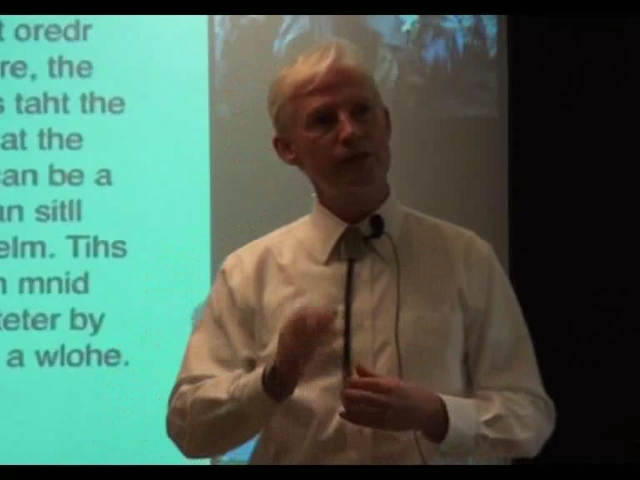 t oredr
re, the
s taht the
at the
can be a
an sitll
elm. Tihs
n mnid
teter by
a wlohe.